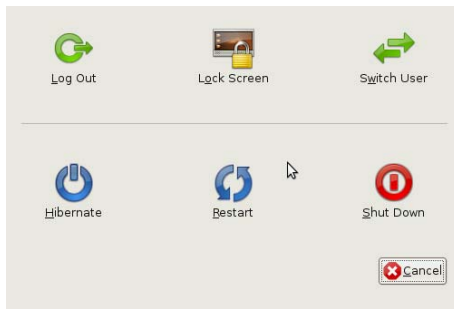 Log Out
Lock Screen
Switch User
Hibernate
Restart
Shut Down
Cancel